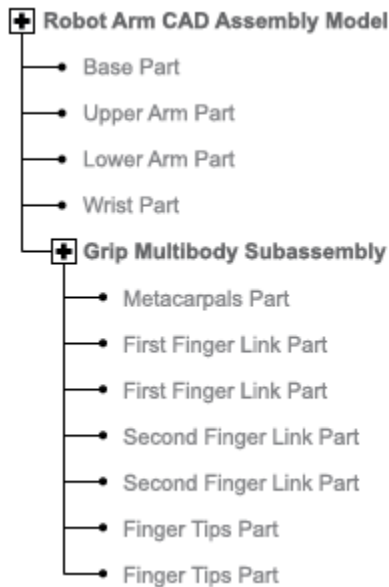 Robot Arm CAD Assembly Model
Base Part
Upper Arm Part
Lower Arm Part
Wrist Part
Grip Multibody Subassembly
Metacarpals Part
First Finger Link Part
First Finger Link Part
Second Finger Link Part
Second Finger Link Part
Finger Tips Part
Finger Tips Part